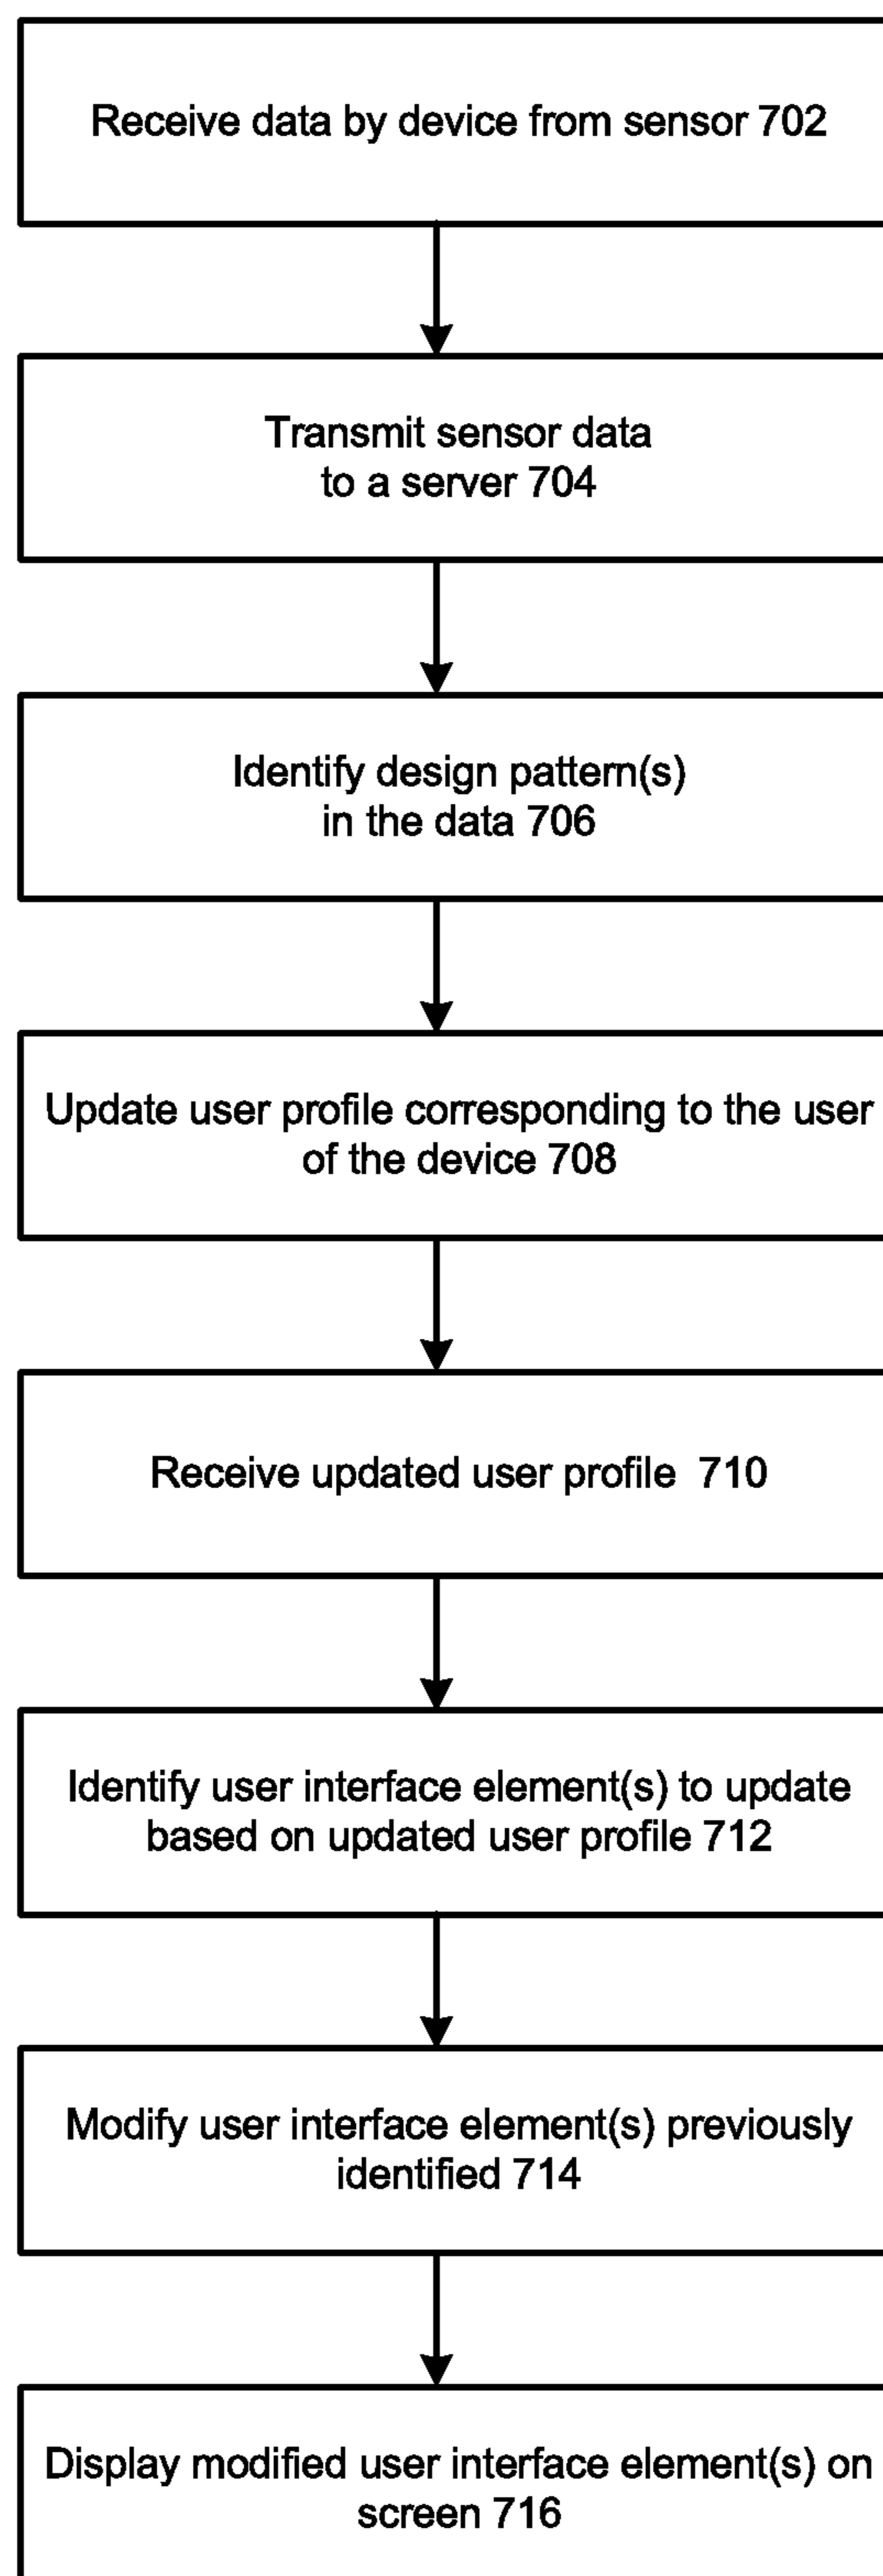 Receive data by device from sensor 702
Transmit sensor data
to a server 704
Identify design pattern(s)
in the data 706
Update user profile corresponding to the user
of the device 708
Receive updated user profile 710
Identify user interface element(s) to update
based on updated user profile 712
Modify user interface element(s) previously
identified 714
Display modified user interface element(s) on
screen 716